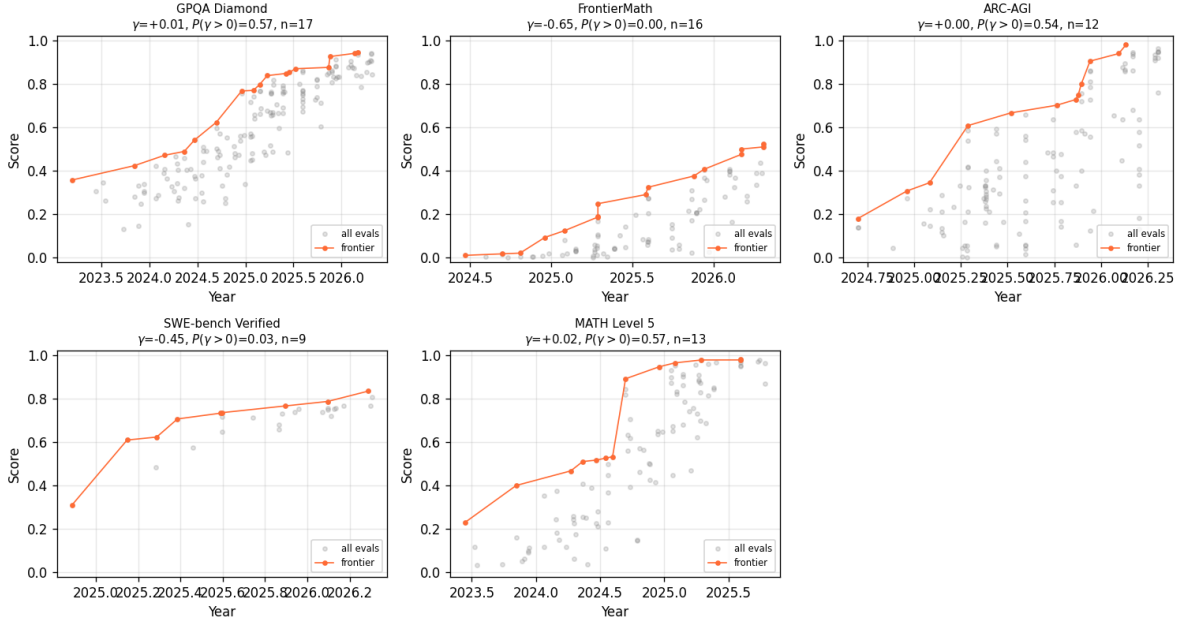 GPQA Diamond
γ=+0.01, P(γ > 0)=0.57, n=17
1.0
0.8
0.6
0.4
0.2
0.0
Score
2023.5 2024.0 2024.5 2025.0 2025.5 2026.0
Year
all evals
frontier
FrontierMath
γ=-0.65, P(γ > 0)=0.00, n=16
1.0
0.8
0.6
0.4
0.2
0.0
Score
2024.5 2025.0 2025.5 2026.0
Year
all evals
frontier
ARC-AGI
γ=+0.00, P(γ > 0)=0.54, n=12
1.0
0.8
0.6
0.4
0.2
0.0
Score
2024.75 2025.00 2025.25 2025.50 2025.75 2026.00 2026.25
Year
all evals
frontier
SWE-bench Verified
γ=-0.45, P(γ > 0)=0.03, n=9
1.0
0.8
0.6
0.4
0.2
0.0
Score
2025.0 2025.2 2025.4 2025.6 2025.8 2026.0 2026.2
Year
all evals
frontier
MATH Level 5
γ=+0.02, P(γ > 0)=0.57, n=13
1.0
0.8
0.6
0.4
0.2
0.0
Score
2023.5 2024.0 2024.5 2025.0 2025.5
Year
all evals
frontier